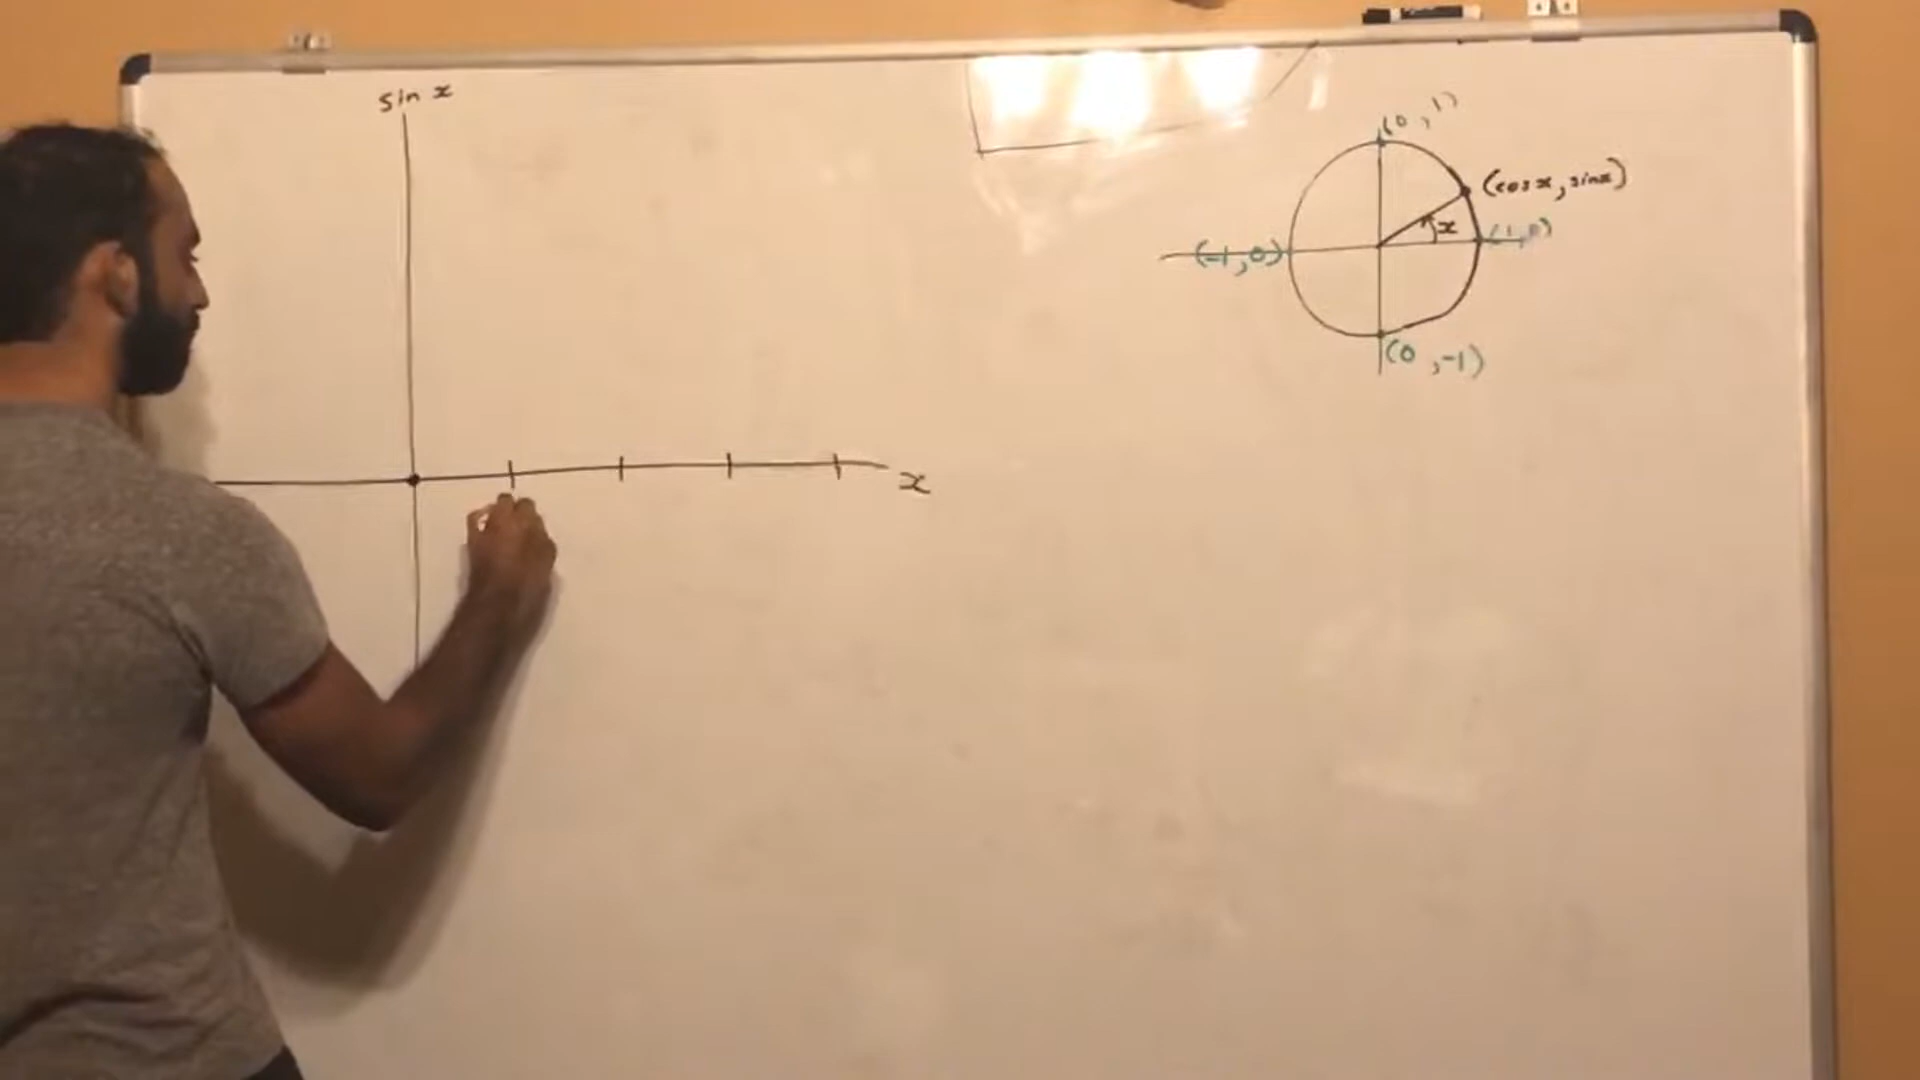 sin x
(0,1)
(cos x, sin x)
x
(1,0)
(-1,0)
(0,-1)
x